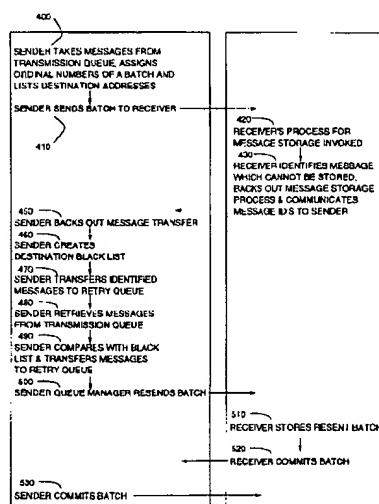 400
SENDER TAKES MESSAGES FROM
TRANSMISSION QUEUE, ASSIGNS
ORDINAL NUMBERS OF A BATCH AND
LISTS DESTINATION ADDRESSES
SENDER SENDS BATCH TO RECEIVER
410
420
RECEIVER'S PROCESS FOR
MESSAGE STORAGE INVOKED
430
RECEIVER IDENTIFIES MESSAGE
WHICH CANNOT BE STORED,
BACKS OUT MESSAGE STORAGE
PROCESS & COMMUNICATES
MESSAGE IDS TO SENDER
450
SENDER BACKS OUT MESSAGE TRANSFER
460
SENDER CREATES
DESTINATION BLACK LIST
470
SENDER TRANSFERS IDENTIFIED
MESSAGES TO RETRY QUEUE
480
SENDER RETRIEVES MESSAGES
FROM TRANSMISSION QUEUE
490
SENDER COMPARES WITH BLACK
LIST & TRANSFERS MESSAGES
TO RETRY QUEUE
500
SENDER QUEUE MANAGER RESENDS BATCH
510
RECEIVER STORES RESENT BATCH
520
RECEIVER COMMITS BATCH
530
SENDER COMMITS BATCH